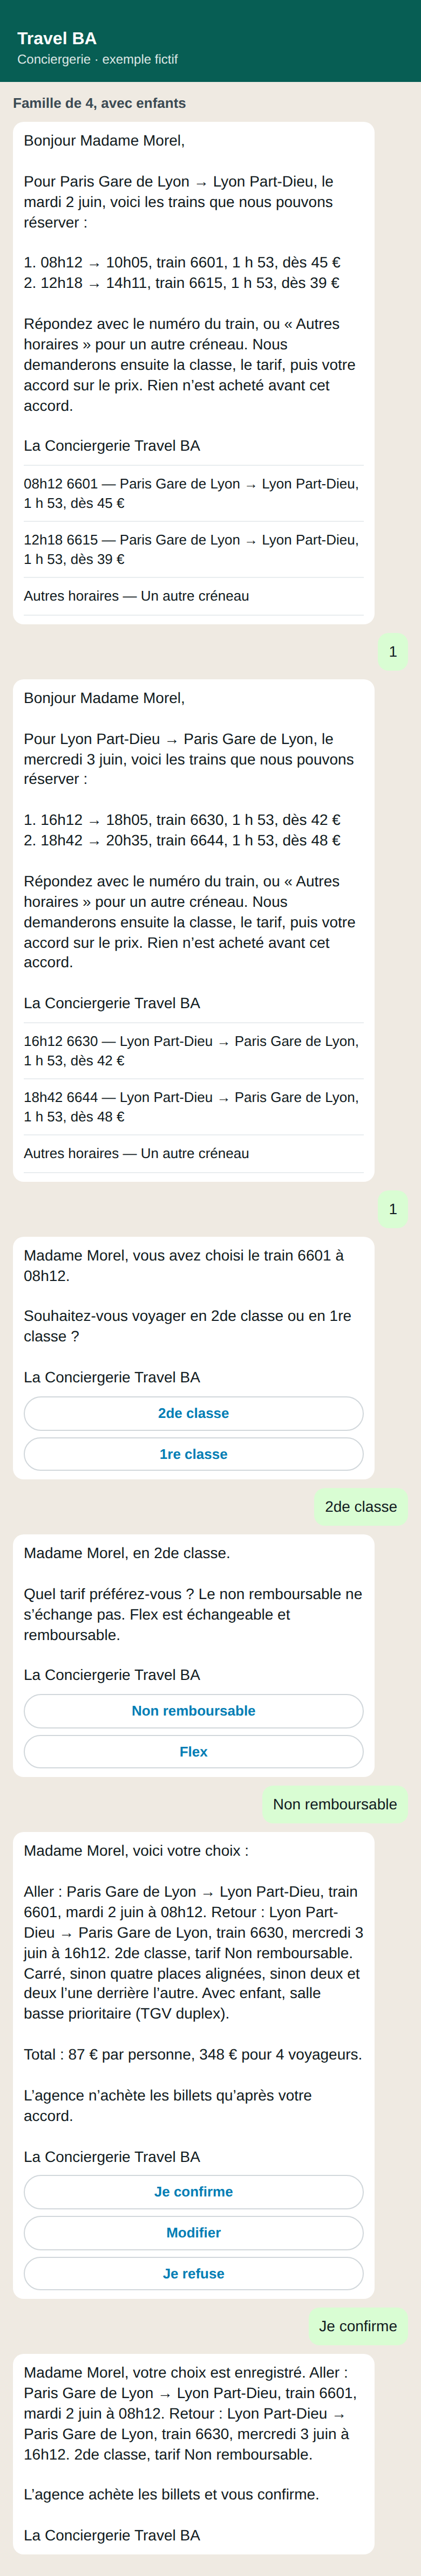 Travel BA
Conciergerie · exemple fictif
Famille de 4, avec enfants
Bonjour Madame Morel,
Pour Paris Gare de Lyon → Lyon Part-Dieu, le
mardi 2 juin, voici les trains que nous pouvons
réserver :
1. 08h12 → 10h05, train 6601, 1 h 53, dès 45 €
2. 12h18 → 14h11, train 6615, 1 h 53, dès 39 €
Répondez avec le numéro du train, ou « Autres
horaires » pour un autre créneau. Nous
demanderons ensuite la classe, le tarif, puis votre
accord sur le prix. Rien n’est acheté avant cet
accord.
La Conciergerie Travel BA
08h12 6601 — Paris Gare de Lyon → Lyon Part-Dieu,
1 h 53, dès 45 €
12h18 6615 — Paris Gare de Lyon → Lyon Part-Dieu,
1 h 53, dès 39 €
Autres horaires — Un autre créneau
1
Bonjour Madame Morel,
Pour Lyon Part-Dieu → Paris Gare de Lyon, le
mercredi 3 juin, voici les trains que nous pouvons
réserver :
1. 16h12 → 18h05, train 6630, 1 h 53, dès 42 €
2. 18h42 → 20h35, train 6644, 1 h 53, dès 48 €
Répondez avec le numéro du train, ou « Autres
horaires » pour un autre créneau. Nous
demanderons ensuite la classe, le tarif, puis votre
accord sur le prix. Rien n’est acheté avant cet
accord.
La Conciergerie Travel BA
16h12 6630 — Lyon Part-Dieu → Paris Gare de Lyon,
1 h 53, dès 42 €
18h42 6644 — Lyon Part-Dieu → Paris Gare de Lyon,
1 h 53, dès 48 €
Autres horaires — Un autre créneau
1
Madame Morel, vous avez choisi le train 6601 à
08h12.
Souhaitez-vous voyager en 2de classe ou en 1re
classe ?
La Conciergerie Travel BA
2de classe
1re classe
2de classe
Madame Morel, en 2de classe.
Quel tarif préférez-vous ? Le non remboursable ne
s’échange pas. Flex est échangeable et
remboursable.
La Conciergerie Travel BA
Non remboursable
Flex
Non remboursable
Madame Morel, voici votre choix :
Aller : Paris Gare de Lyon → Lyon Part-Dieu, train
6601, mardi 2 juin à 08h12. Retour : Lyon Part-
Dieu → Paris Gare de Lyon, train 6630, mercredi 3
juin à 16h12. 2de classe, tarif Non remboursable.
Carré, sinon quatre places alignées, sinon deux et
deux l’une derrière l’autre. Avec enfant, salle
basse prioritaire (TGV duplex).
Total : 87 € par personne, 348 € pour 4 voyageurs.
L’agence n’achète les billets qu’après votre
accord.
La Conciergerie Travel BA
Je confirme
Modifier
Je refuse
Je confirme
Madame Morel, votre choix est enregistré. Aller :
Paris Gare de Lyon → Lyon Part-Dieu, train 6601,
mardi 2 juin à 08h12. Retour : Lyon Part-Dieu →
Paris Gare de Lyon, train 6630, mercredi 3 juin à
16h12. 2de classe, tarif Non remboursable.
L’agence achète les billets et vous confirme.
La Conciergerie Travel BA